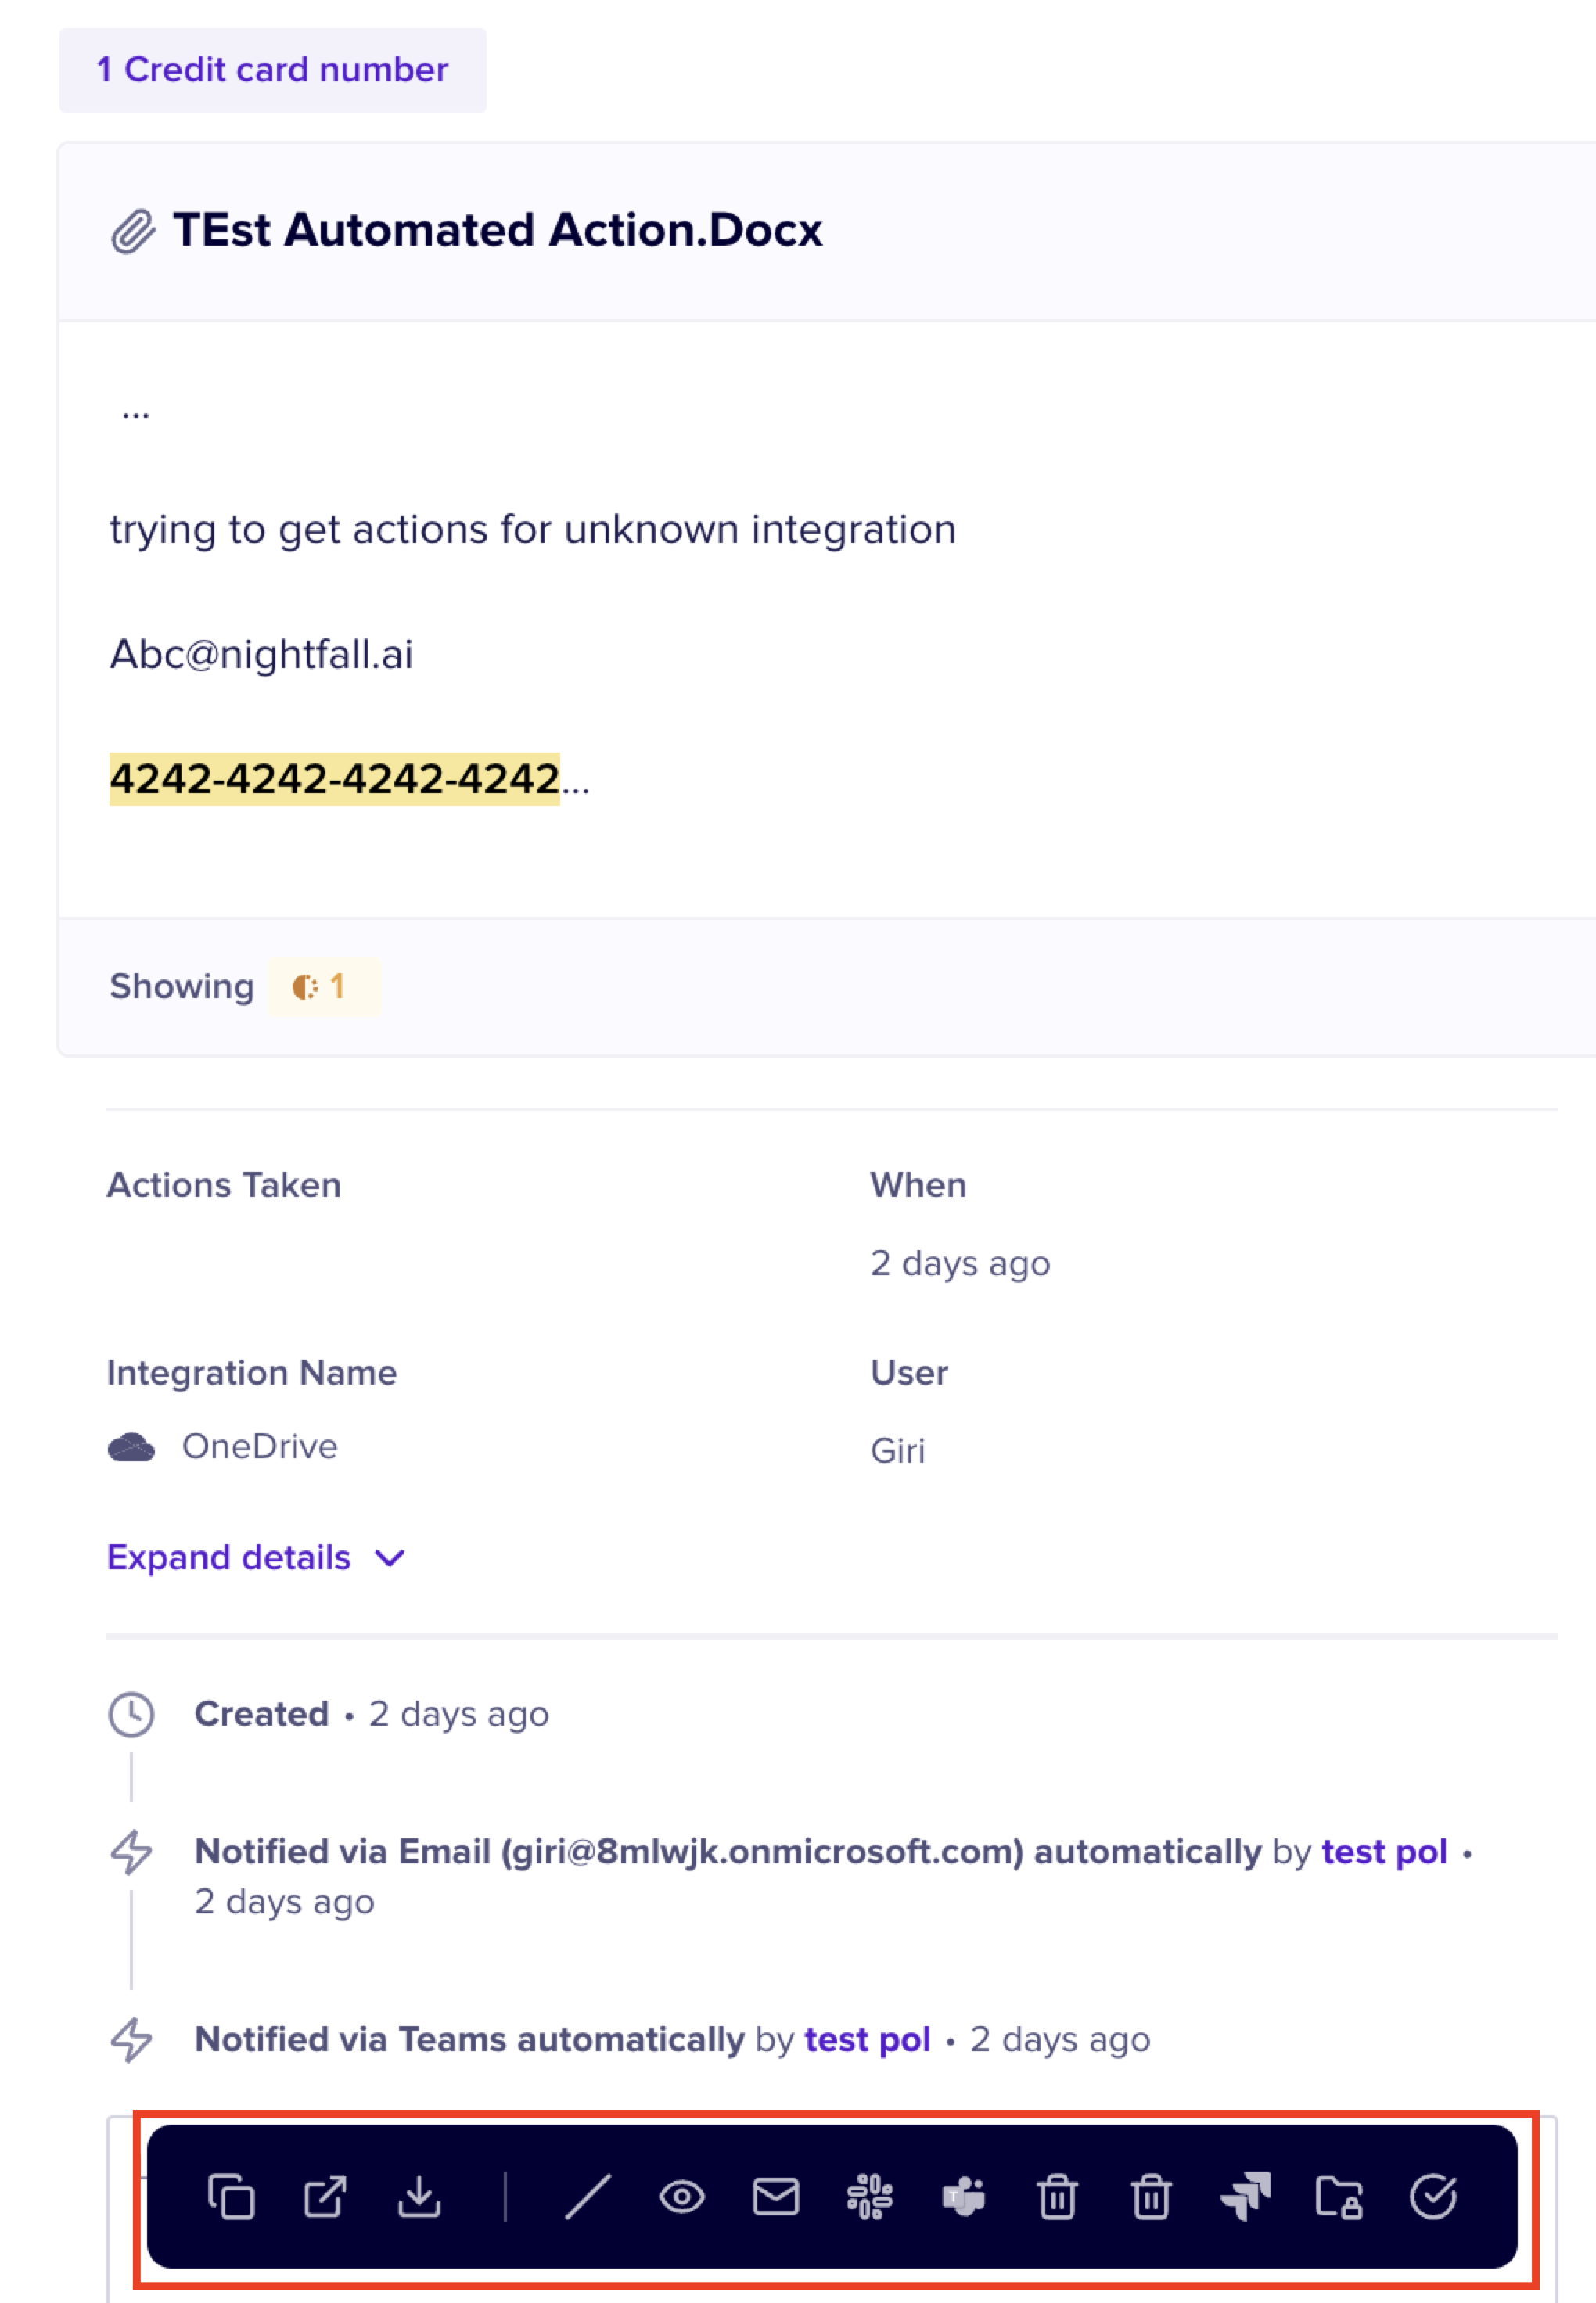 1 Credit card number
TEst Automated Action.Docx
...
trying to get actions for unknown integration
Abc@nightfall.ai
4242-4242-4242-4242...
Showing 1
Actions Taken
When
2 days ago
Integration Name
User
OneDrive
Giri
Expand details
Created • 2 days ago
Notified via Email (giri@8mlwjk.onmicrosoft.com) automatically by test pol •
2 days ago
Notified via Teams automatically by test pol • 2 days ago